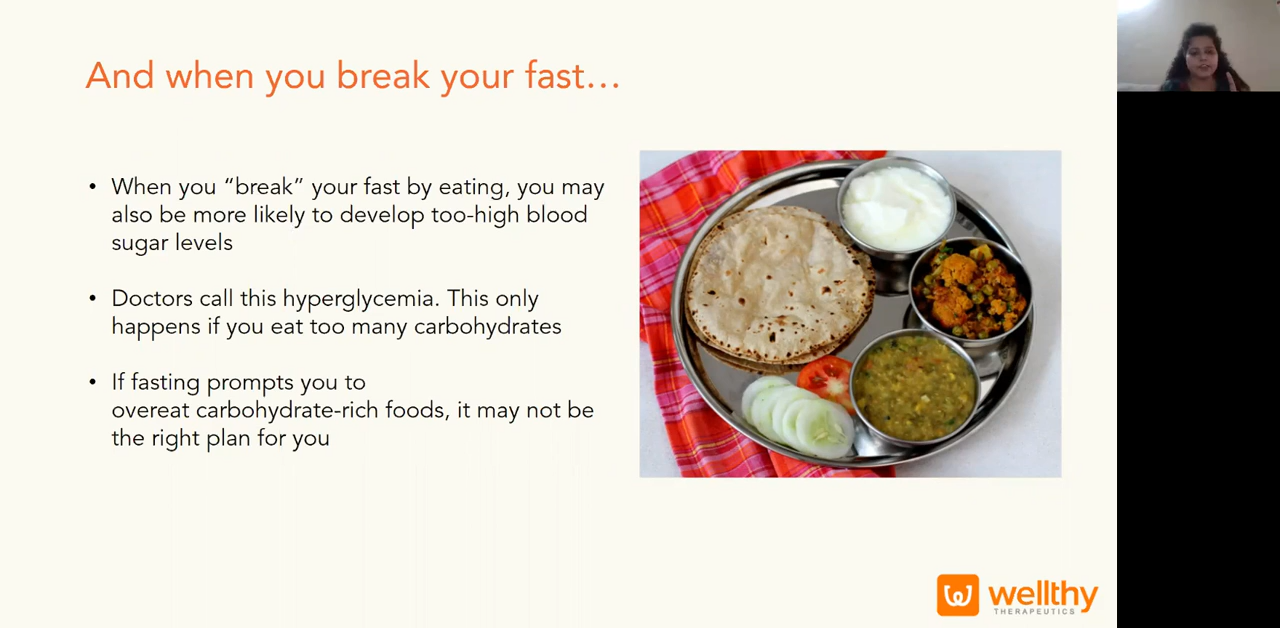 And when you break your fast…
• When you “break” your fast by eating, you may
also be more likely to develop too-high blood
sugar levels
• Doctors call this hyperglycemia. This only
happens if you eat too many carbohydrates
• If fasting prompts you to
overeat carbohydrate-rich foods, it may not be
the right plan for you
wellthy
THERAPEUTICS